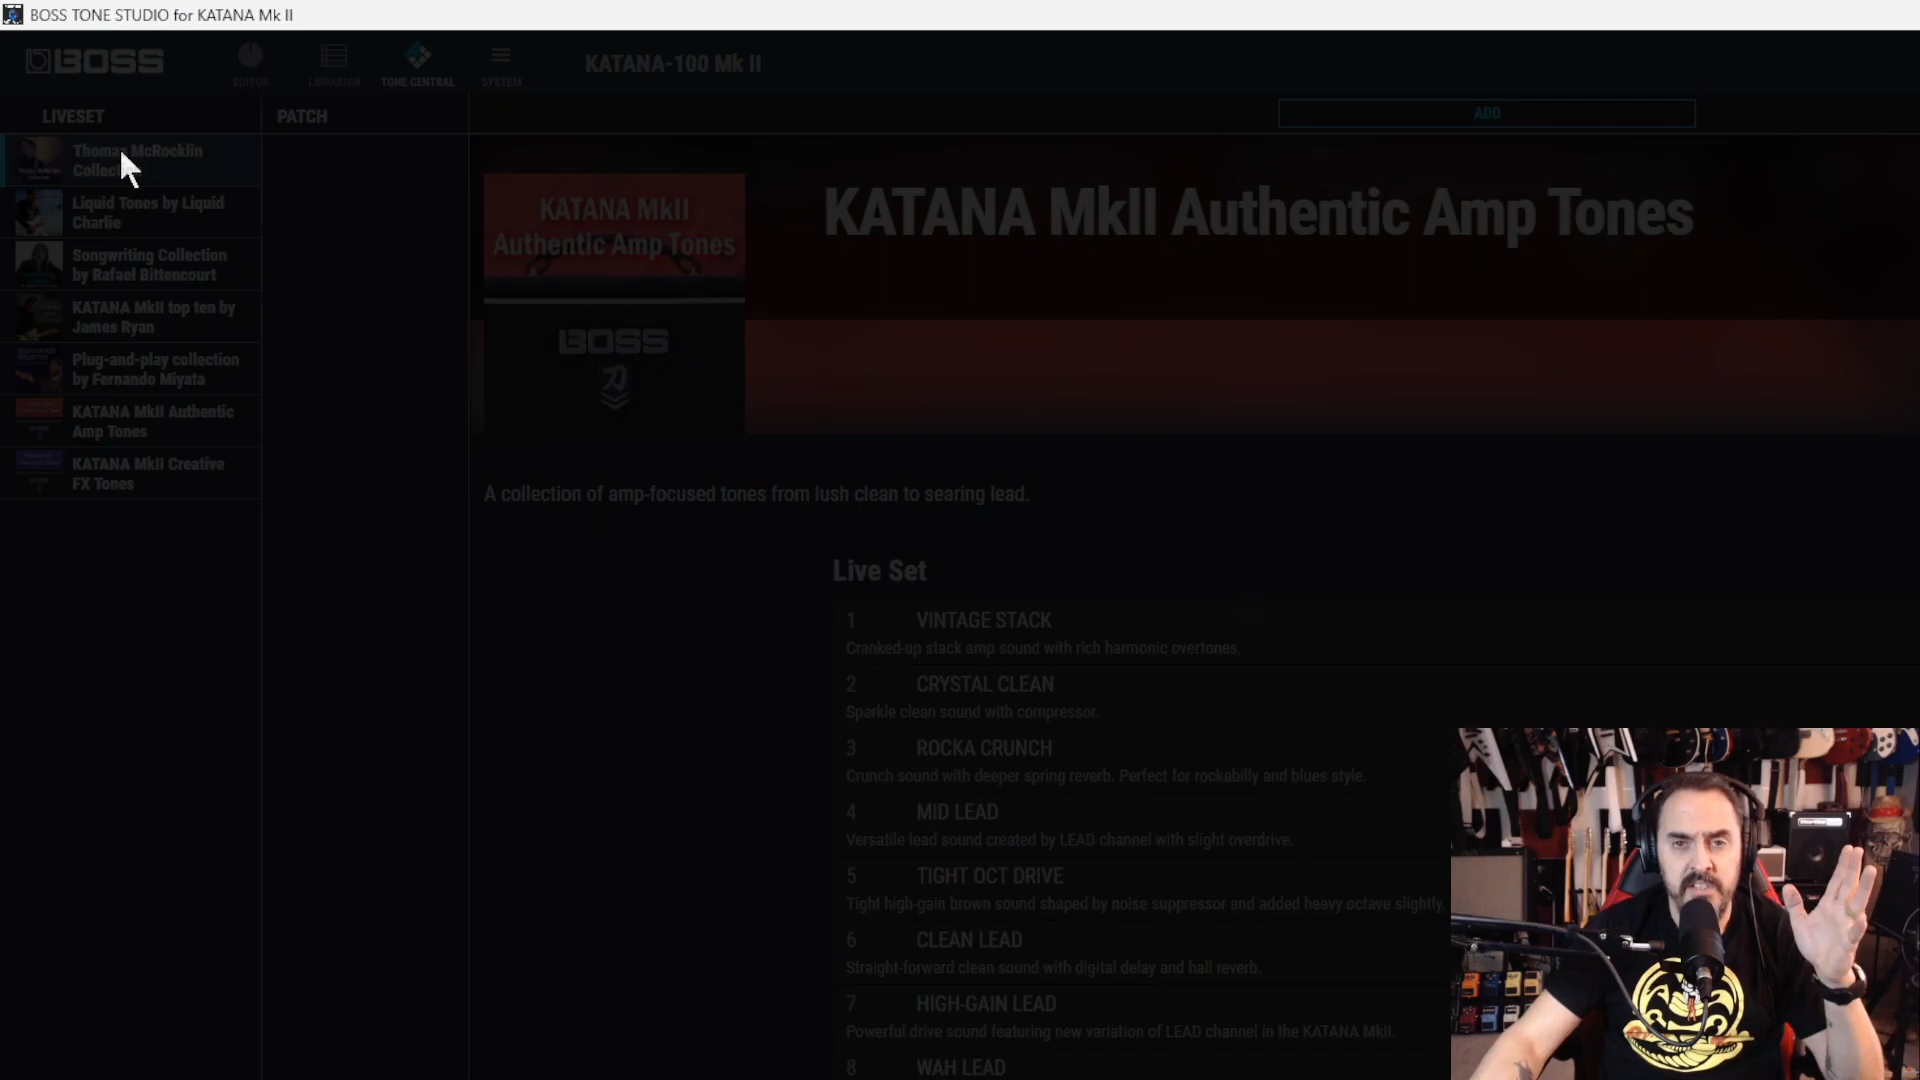 BOSS TONE STUDIO for KATANA Mk II
BOSS
EDITOR
LIBRARIAN
TONE CENTRAL
SYSTEM
KATANA-100 Mk II
LIVESET
PATCH
ADD
Thomas McRocklin
Liquid Tones by Liquid
Charlie
Songwriting Collection
by Rafael Bittencourt
KATANA MkII top ten by
James Ryan
Plug-and-play collection
by Fernando Miyata
KATANA MkII Authentic
Amp Tones
KATANA MkII Creative
FX Tones
KATANA MkII
Authentic Amp Tones
BOSS
KATANA MkII Authentic Amp Tones
A collection of amp-focused tones from lush clean to searing lead.
Live Set
1 VINTAGE STACK
Cranked-up stack amp sound with rich harmonic overtones.
2 CRYSTAL CLEAN
Sparkle clean sound with compressor.
3 ROCKA CRUNCH
Crunch sound with deeper spring reverb. Perfect for rockabilly and blues style.
4 MID LEAD
Versatile lead sound created by LEAD channel with slight overdrive.
5 TIGHT OCT DRIVE
Tight high-gain brown sound shaped by noise suppressor and added heavy octave slightly.
6 CLEAN LEAD
Straight-forward clean sound with digital delay and hall reverb.
7 HIGH-GAIN LEAD
Powerful drive sound featuring new variation of LEAD channel in the KATANA MkII.
8 WAH LEAD